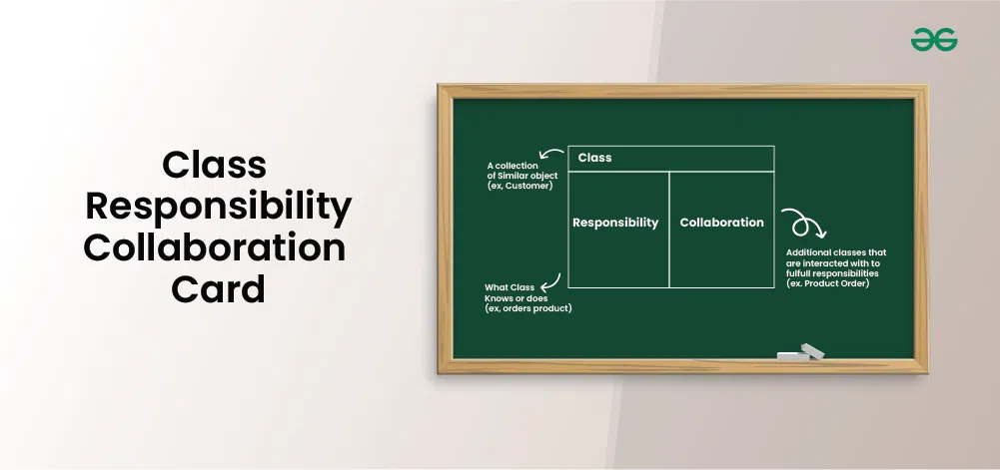 Class
Responsibility
Collaboration
Card
A collection
of Similar object
(ex, Customer)
Class
Responsibility
Collaboration
What Class
Knows or does
(ex, orders product)
Additional classes that
are interacted with to
fulfull responsibilities
(ex. Product Order)